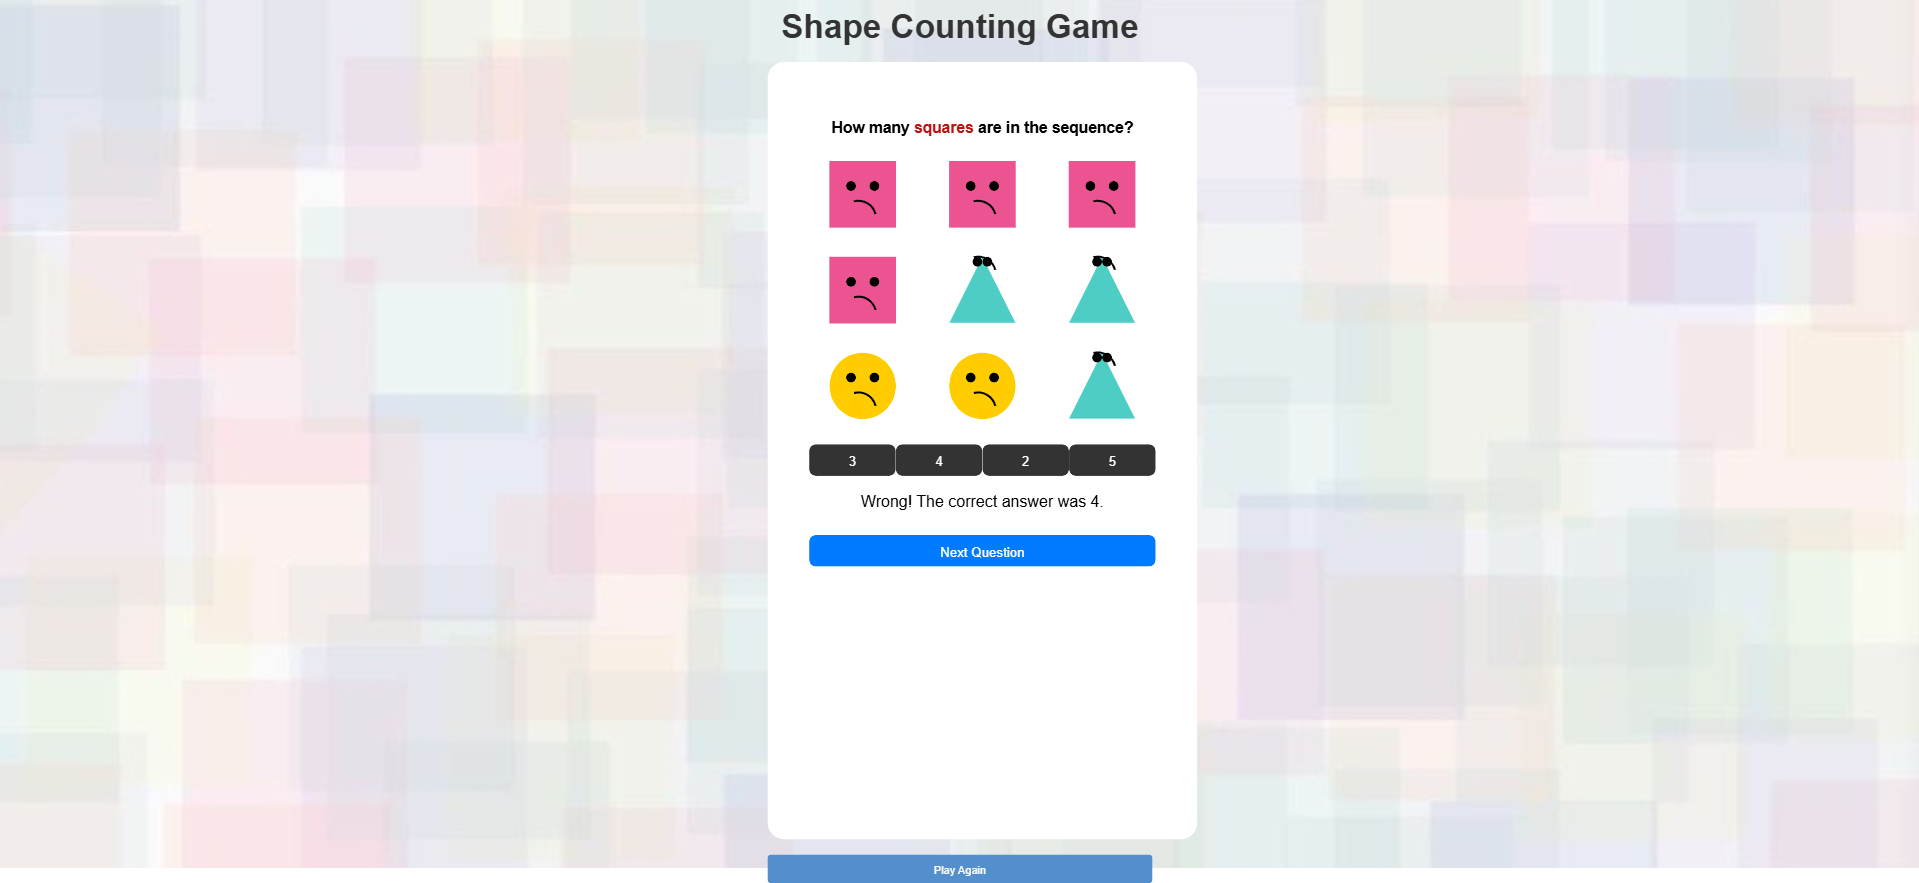 Shape Counting Game
How many squares are in the sequence?
3 4 2 5
Wrong! The correct answer was 4.
Next Question
Play Again